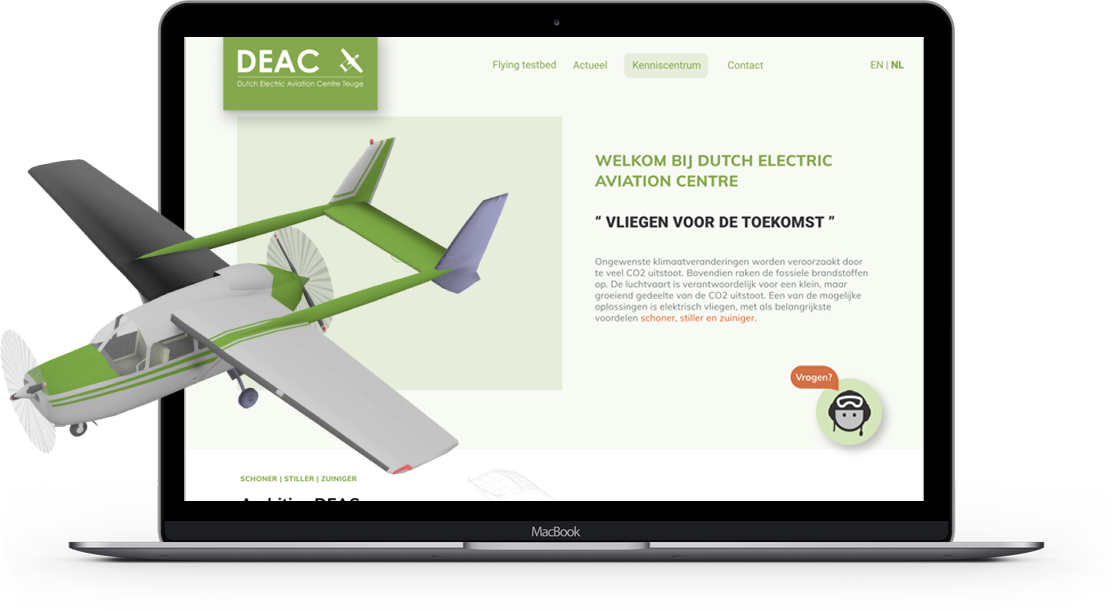 DEAC
Dutch Electric Aviation Centre Teuge
Flying testbed
Actueel
Kenniscentrum
Contact
EN | NL
WELKOM BIJ DUTCH ELECTRIC
AVIATION CENTRE
“ VLIEGEN VOOR DE TOEKOMST ”
Ongewenste klimaatveranderingen worden veroorzaakt door
te veel CO2 uitstoot. Bovendien raken de fossiele brandstoffen
op. De luchtvaart is verantwoordelijk voor een klein, maar
groeiend gedeelte van de CO2 uitstoot. Een van de mogelijke
oplossingen is elektrisch vliegen, met als belangrijkste
voordelen schoner, stiller en zuiniger.
Vragen?
SCHONER | STILLER | ZUINIGER
Ambities DEAC
MacBook